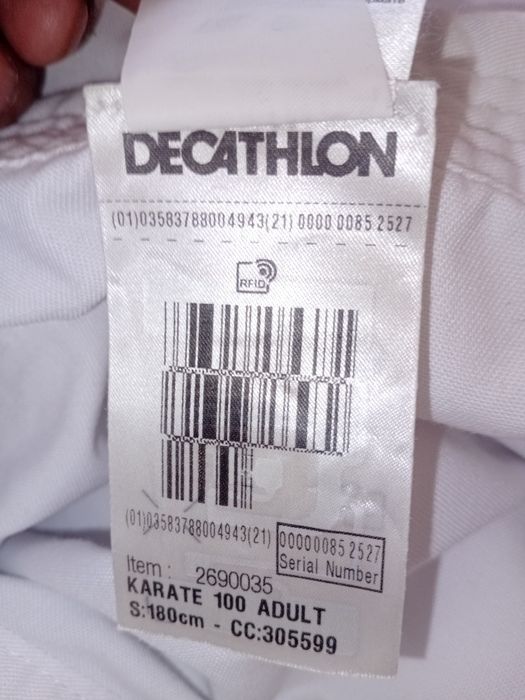 DECATHLON
(01)03583788004943(21) 0000 0085 2527
RFID
(01)03583788004943(21) 00000085 2527
Serial Number
Item : 2690035
KARATE 100 ADULT
S:180cm - CC:305599